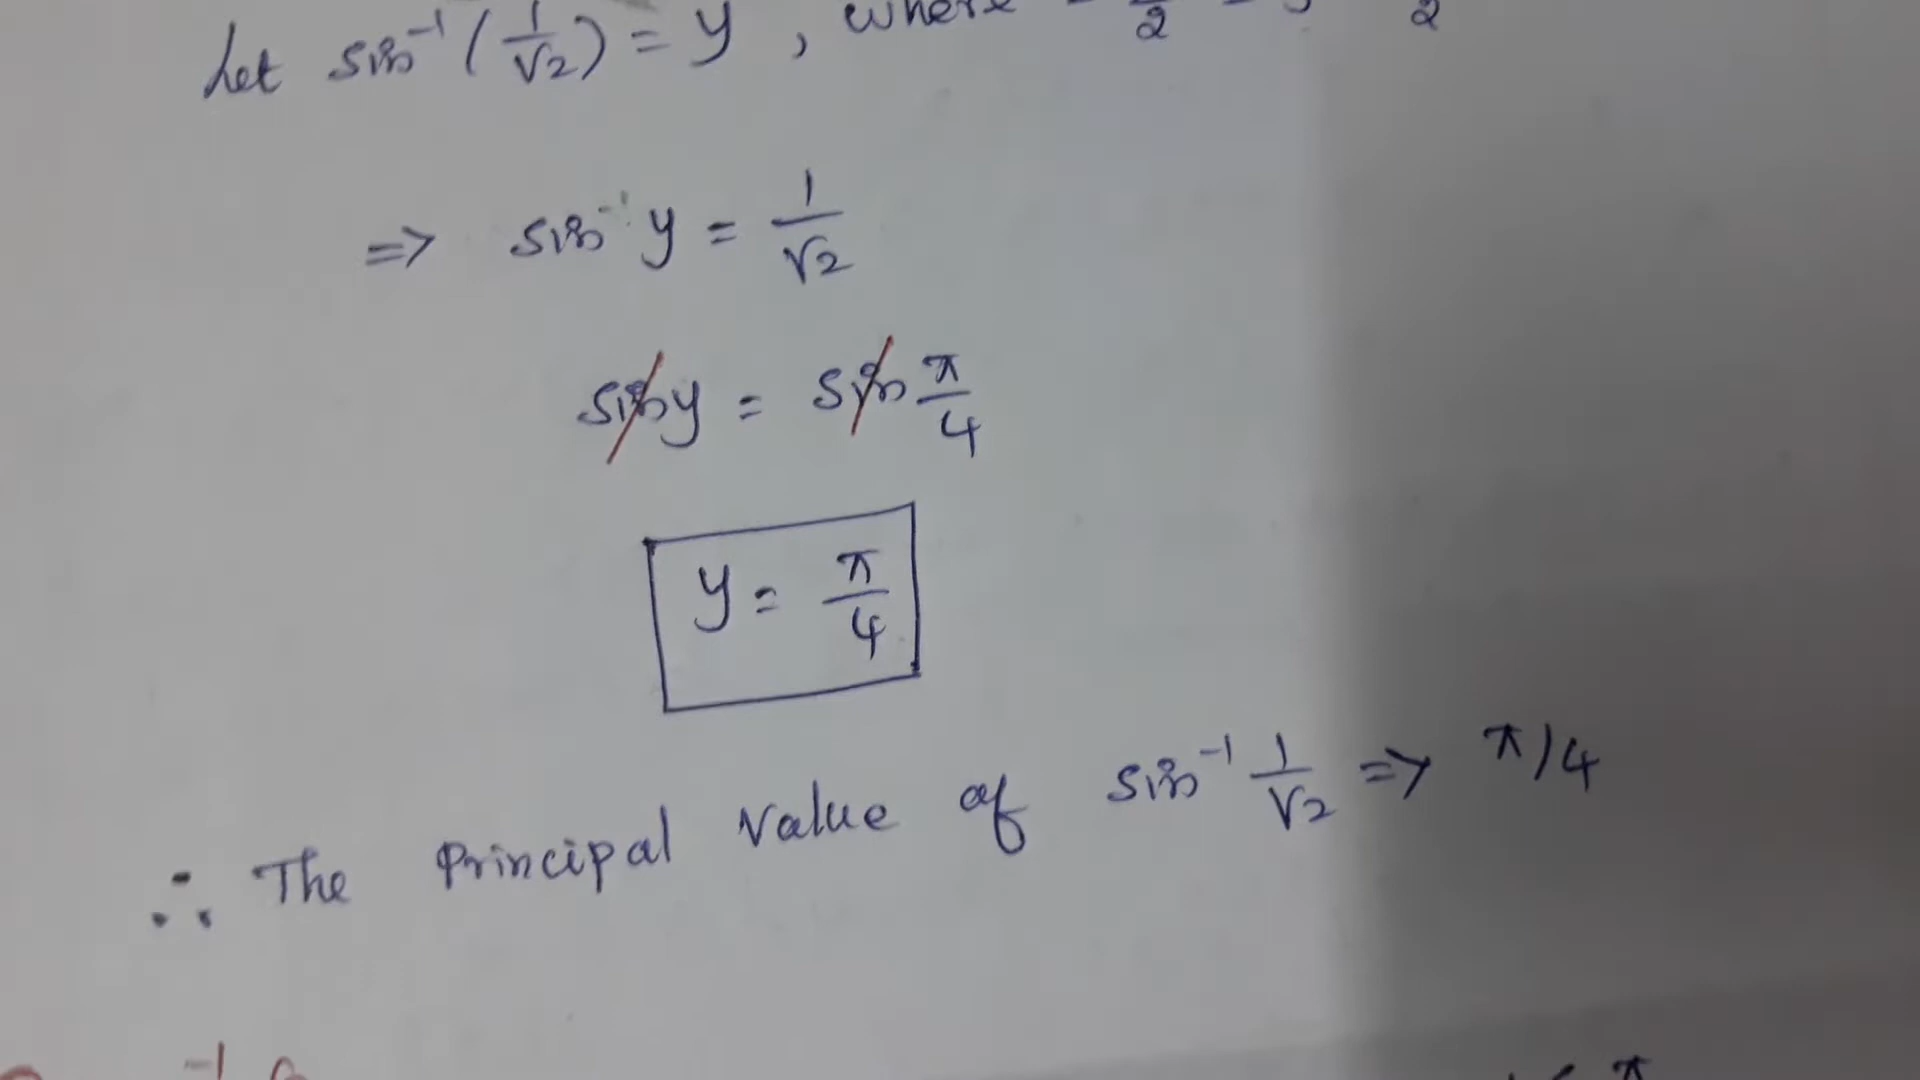 Let sin⁻¹(1/√2) = y, where
=> sin⁻¹ y = 1/√2
sin y = sin π/4
y = π/4
∴ The Principal value of sin⁻¹ 1/√2 => π/4